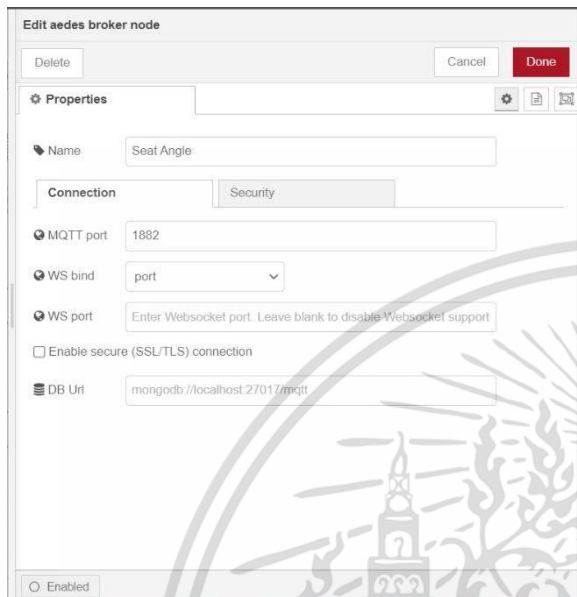 Edit aedes broker node
Delete Cancel Done
Properties
Name Seat Angle
Connection Security
MQTT port 1882
WS bind port
WS port Enter Websocket port. Leave blank to disable Websocket support
Enable secure (SSL/TLS) connection
DB Url mongodb://localhost:27017/mqtt
Enabled